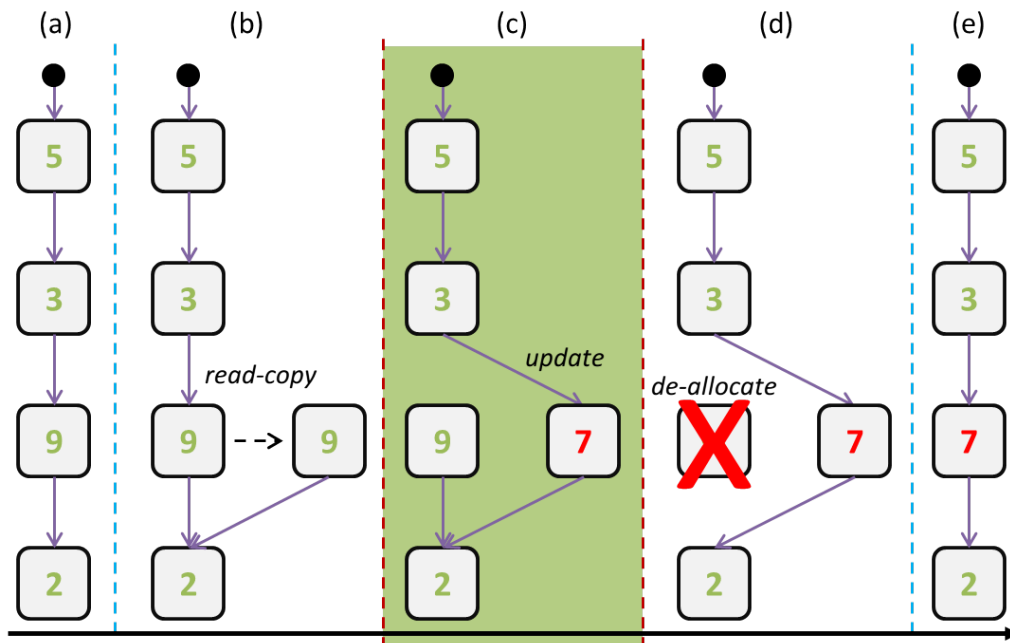 (a) (b) (c) (d) (e)
5 5 5 5 5
3 3 3 3 3
update
read-copy
de-allocate
9 9 9 9 7 7 7
2 2 2 2 2